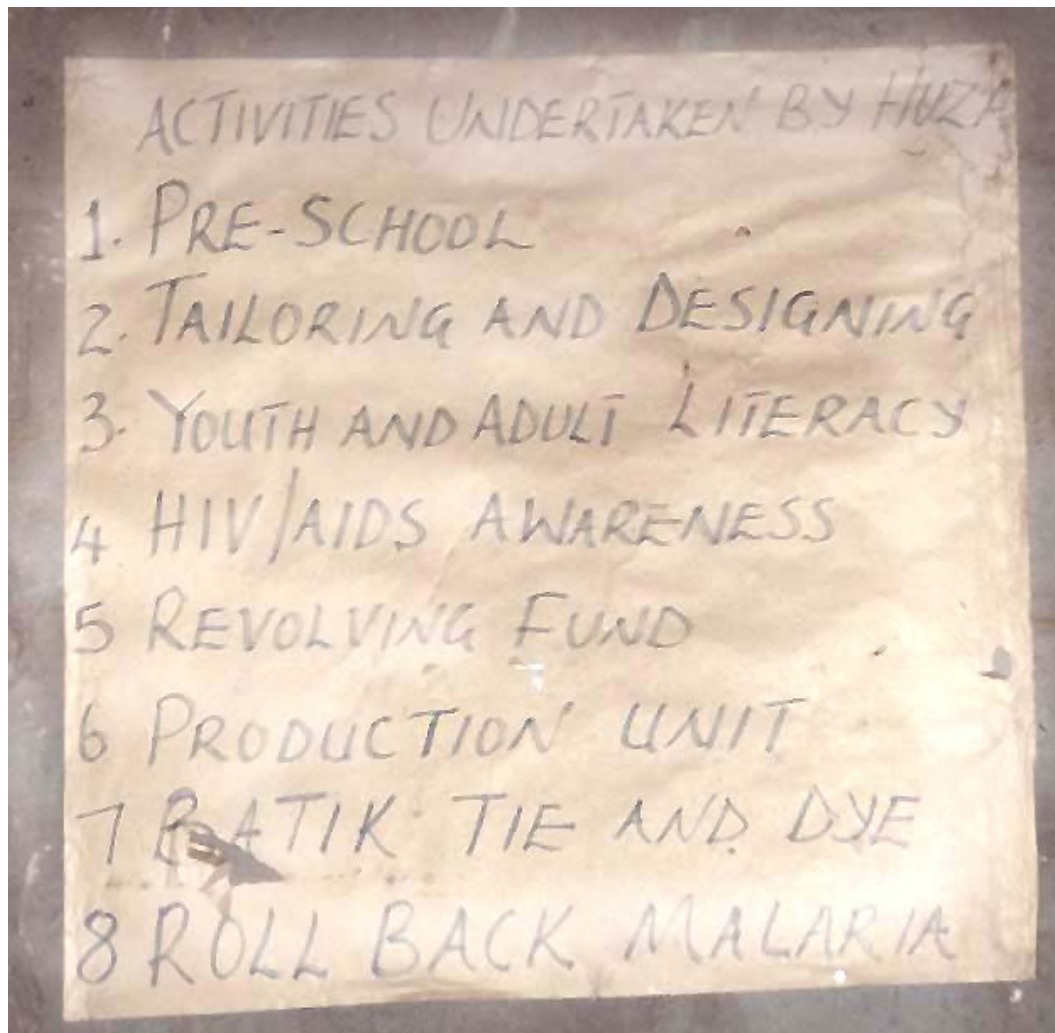 ACTIVITIES UNDERTAKEN BY HUZA
1. PRE-SCHOOL
2. TAILORING AND DESIGNING
3. YOUTH AND ADULT LITERACY
4 HIV/AIDS AWARENESS
5 REVOLVING FUND
6 PRODUCTION UNIT
7 BATIK TIE AND DYE
8 ROLL BACK MALARIA